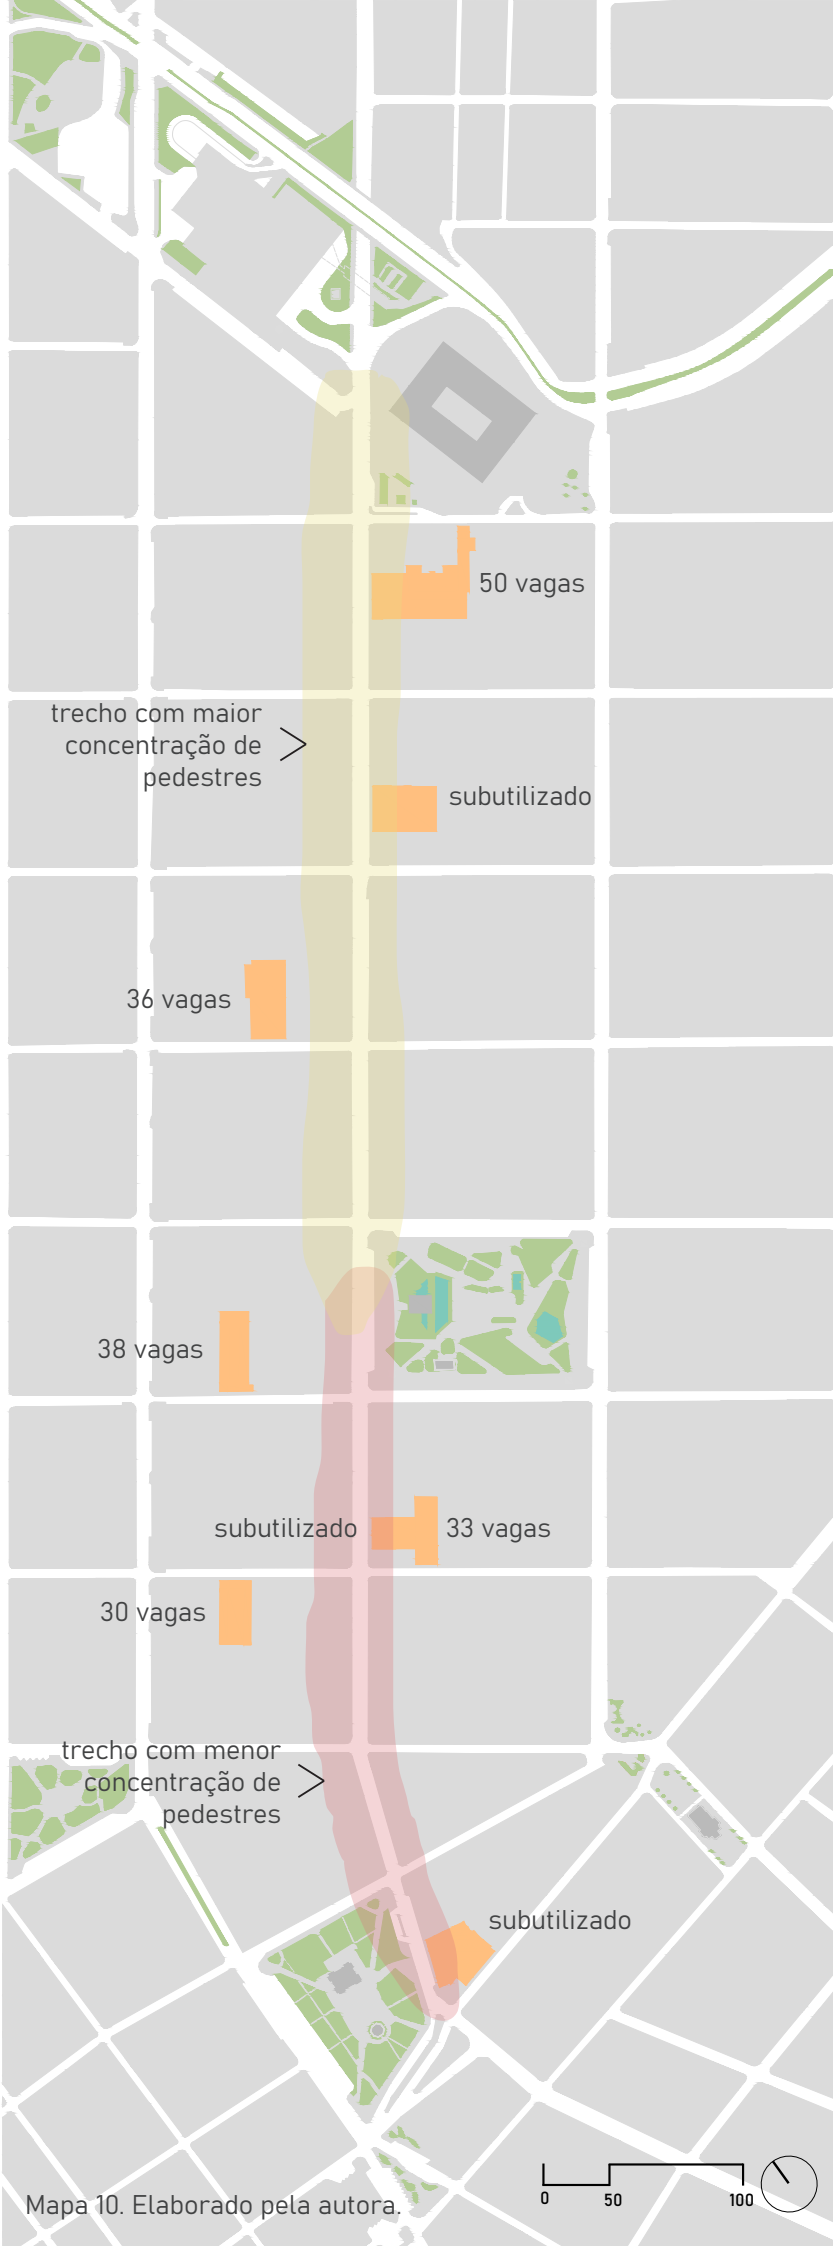 50 vagas
trecho com maior
concentração de
pedestres
subutilizado
36 vagas
38 vagas
subutilizado
33 vagas
30 vagas
trecho com menor
concentração de
pedestres
subutilizado
0 50 100
Mapa 10. Elaborado pela autora.